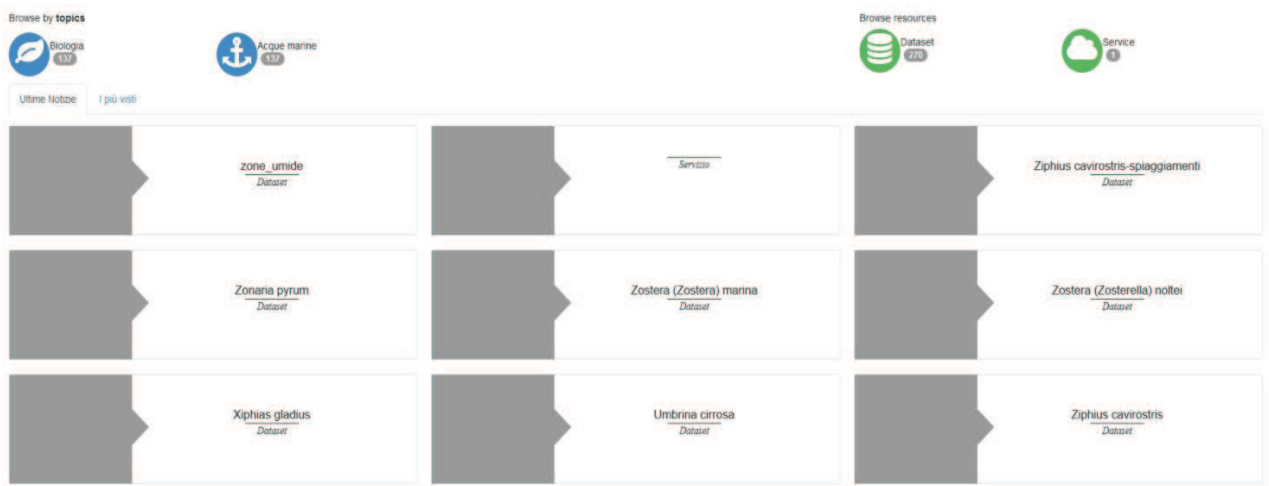 Browse by topics
Browse resources
Biologia
137
Acque marine
137
Dataset
276
Service
1
Ultime Notizie
I più visti
zone_umide
Dataset
Servizio
Ziphius cavirostris-spiaggiamenti
Dataset
Zonaria pyrum
Dataset
Zostera (Zostera) marina
Dataset
Zostera (Zosterella) noltei
Dataset
Xiphias gladius
Dataset
Umbrina cirrosa
Dataset
Ziphius cavirostris
Dataset